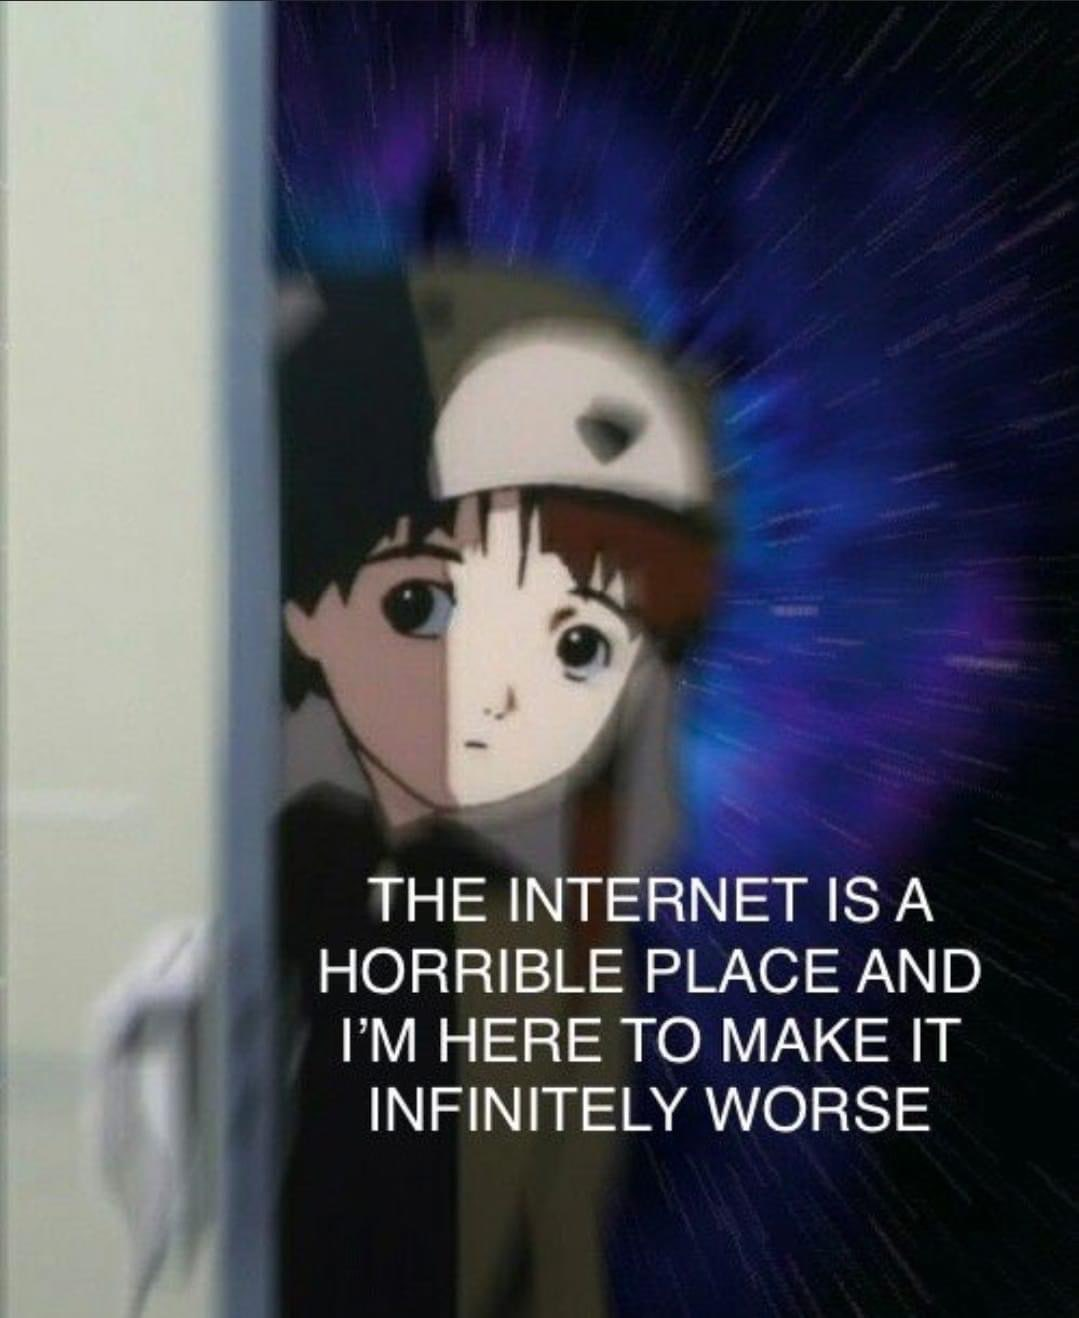 THE INTERNET IS A
HORRIBLE PLACE AND
I'M HERE TO MAKE IT
INFINITELY WORSE